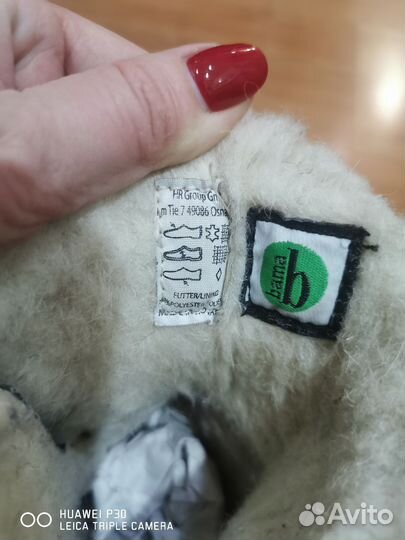 HR Group Gm
Am Tie 7 49086 Osna
FUTTER/LINING
bama
b
HUAWEI P30
LEICA TRIPLE CAMERA
Avito